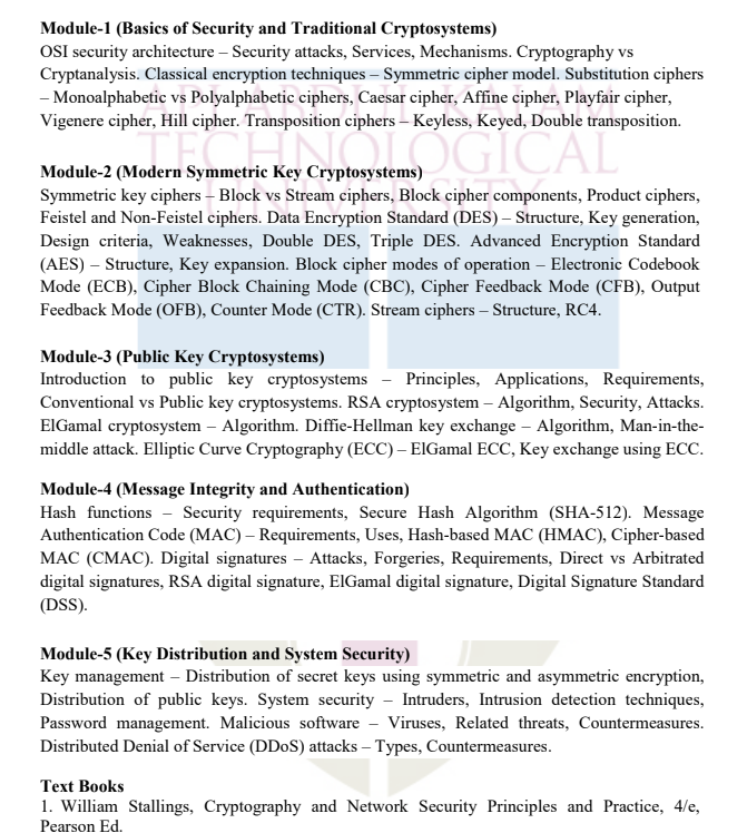 Module-1 (Basics of Security and Traditional Cryptosystems)
OSI security architecture – Security attacks, Services, Mechanisms. Cryptography vs
Cryptanalysis. Classical encryption techniques – Symmetric cipher model. Substitution ciphers
– Monoalphabetic vs Polyalphabetic ciphers, Caesar cipher, Affine cipher, Playfair cipher,
Vigenere cipher, Hill cipher. Transposition ciphers – Keyless, Keyed, Double transposition.
Module-2 (Modern Symmetric Key Cryptosystems)
Symmetric key ciphers – Block vs Stream ciphers, Block cipher components, Product ciphers,
Feistel and Non-Feistel ciphers. Data Encryption Standard (DES) – Structure, Key generation,
Design criteria, Weaknesses, Double DES, Triple DES. Advanced Encryption Standard
(AES) – Structure, Key expansion. Block cipher modes of operation – Electronic Codebook
Mode (ECB), Cipher Block Chaining Mode (CBC), Cipher Feedback Mode (CFB), Output
Feedback Mode (OFB), Counter Mode (CTR). Stream ciphers – Structure, RC4.
Module-3 (Public Key Cryptosystems)
Introduction to public key cryptosystems – Principles, Applications, Requirements,
Conventional vs Public key cryptosystems. RSA cryptosystem – Algorithm, Security, Attacks.
ElGamal cryptosystem – Algorithm. Diffie-Hellman key exchange – Algorithm, Man-in-the-
middle attack. Elliptic Curve Cryptography (ECC) – ElGamal ECC, Key exchange using ECC.
Module-4 (Message Integrity and Authentication)
Hash functions – Security requirements, Secure Hash Algorithm (SHA-512). Message
Authentication Code (MAC) – Requirements, Uses, Hash-based MAC (HMAC), Cipher-based
MAC (CMAC). Digital signatures – Attacks, Forgeries, Requirements, Direct vs Arbitrated
digital signatures, RSA digital signature, ElGamal digital signature, Digital Signature Standard
(DSS).
Module-5 (Key Distribution and System Security)
Key management – Distribution of secret keys using symmetric and asymmetric encryption,
Distribution of public keys. System security – Intruders, Intrusion detection techniques,
Password management. Malicious software – Viruses, Related threats, Countermeasures.
Distributed Denial of Service (DDoS) attacks – Types, Countermeasures.
Text Books
1. William Stallings, Cryptography and Network Security Principles and Practice, 4/e,
Pearson Ed.
TECHNOLOGICAL
UNIVERSITY